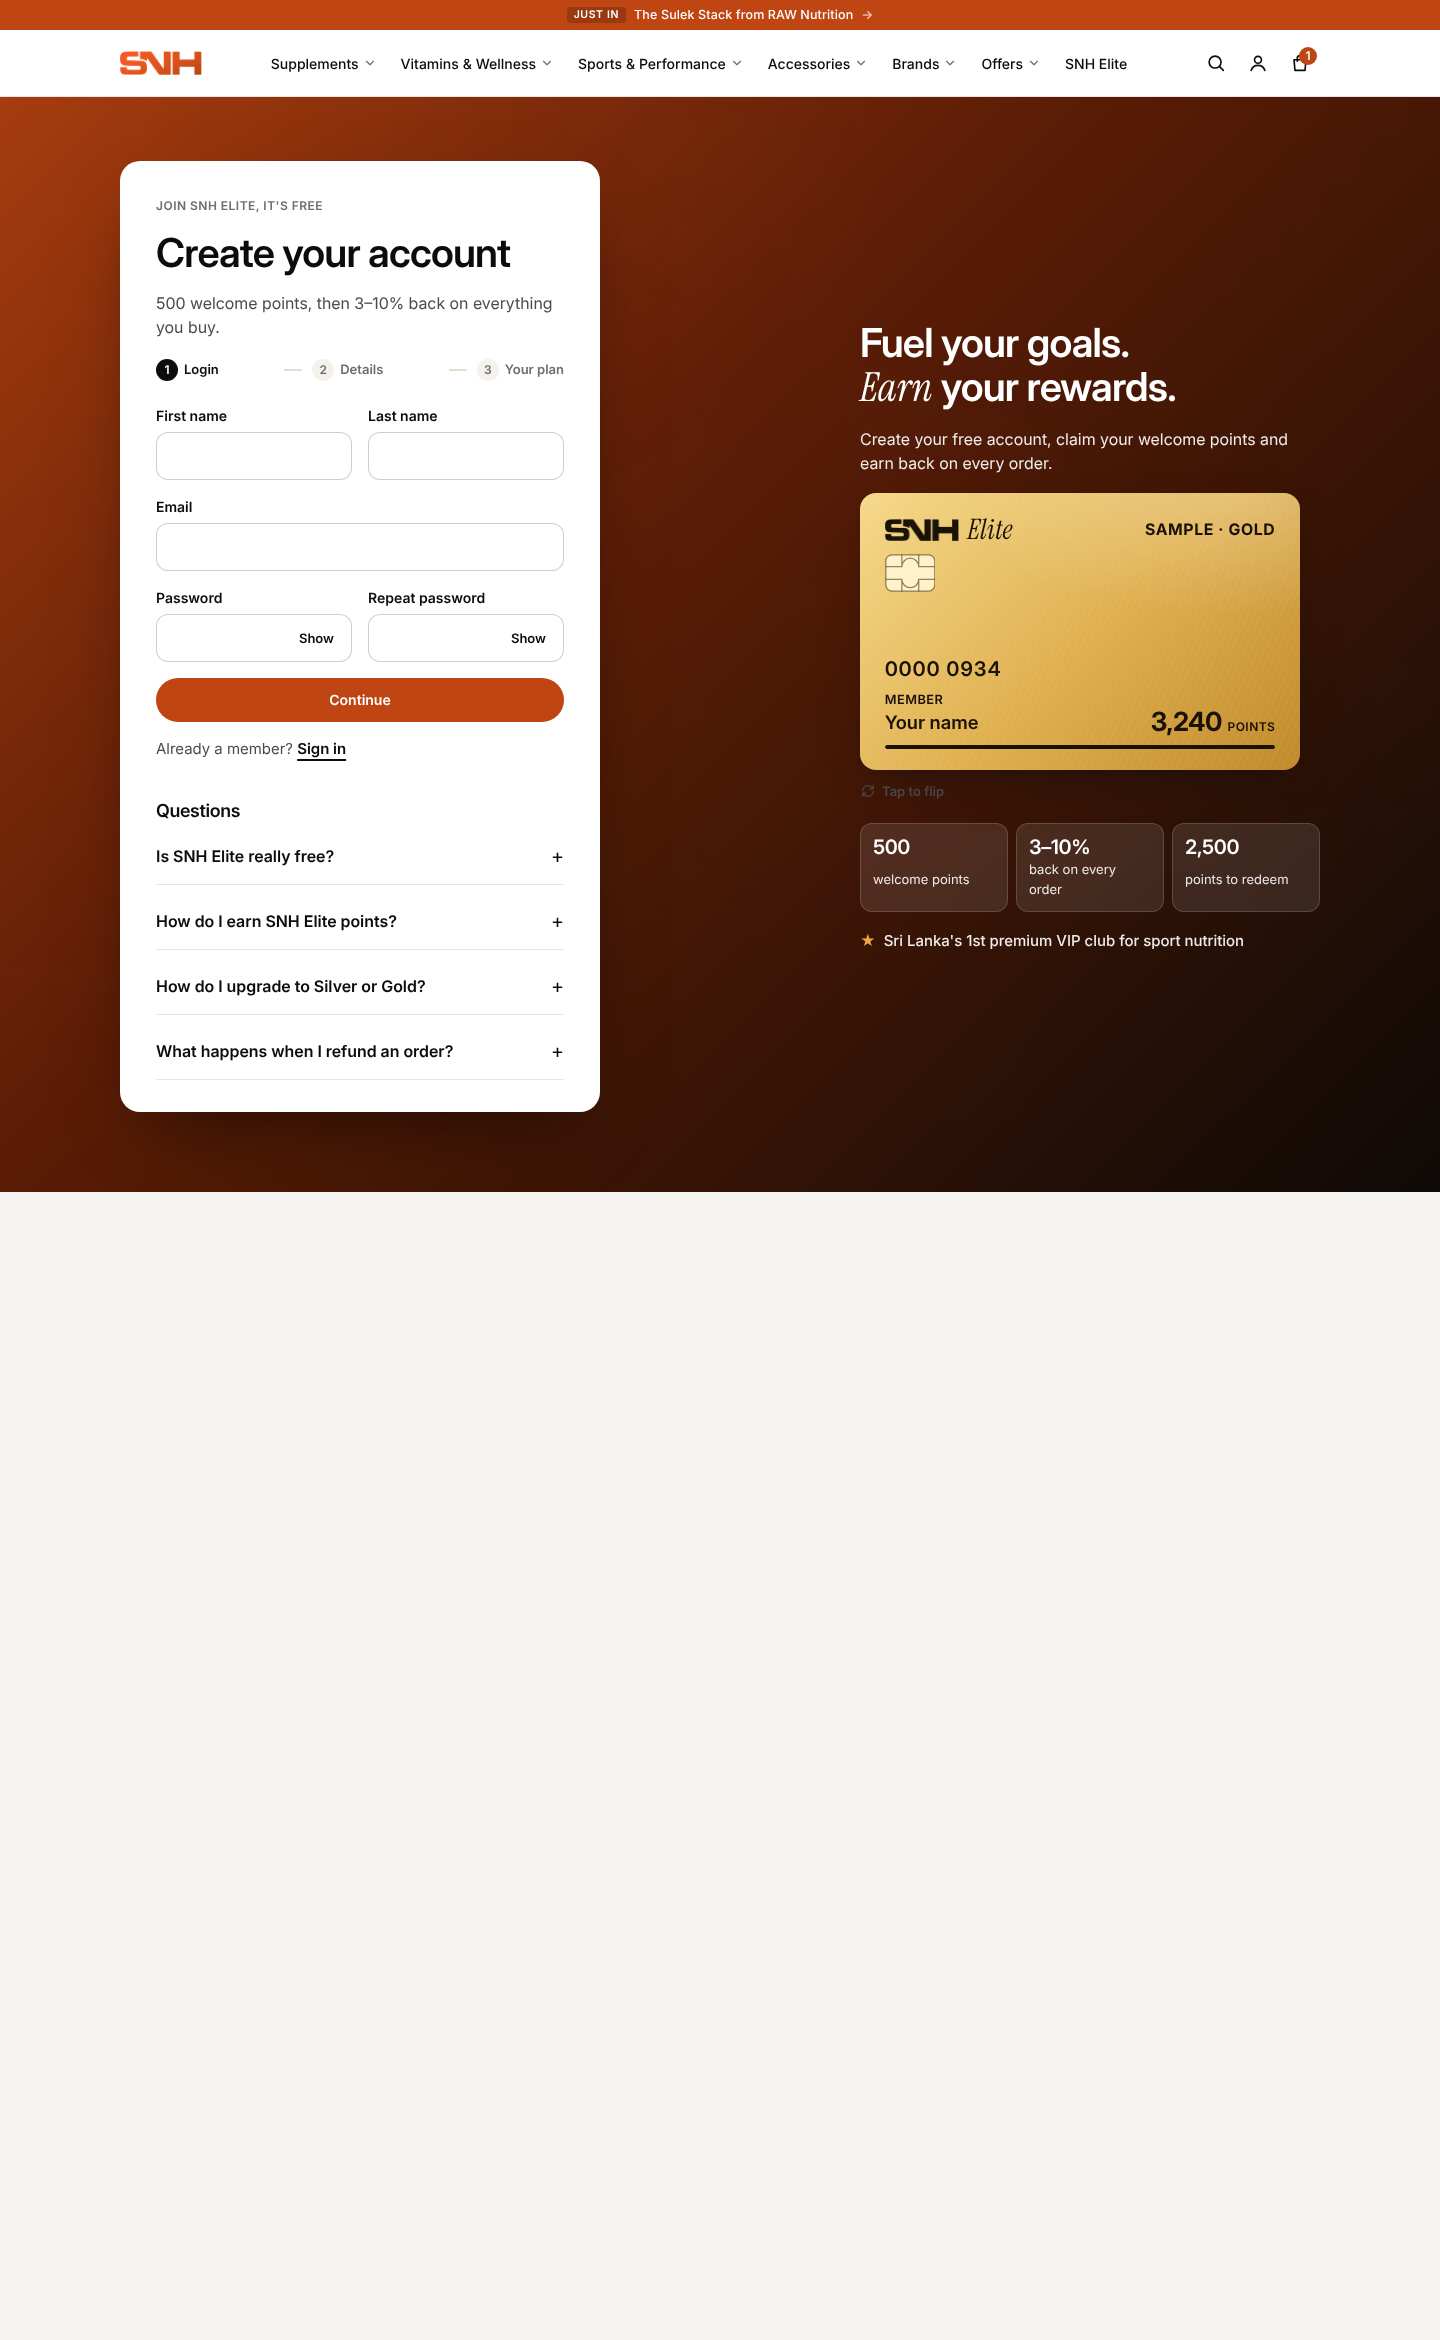 JUST IN The Sulek Stack from RAW Nutrition →
SNH Supplements Vitamins & Wellness Sports & Performance Accessories Brands Offers SNH Elite 1
JOIN SNH ELITE, IT'S FREE
Create your account
500 welcome points, then 3–10% back on everything
you buy.
1 Login 2 Details 3 Your plan
First name Last name
Email
Password Repeat password
Show Show
Continue
Already a member? Sign in
Questions
Is SNH Elite really free? +
How do I earn SNH Elite points? +
How do I upgrade to Silver or Gold? +
What happens when I refund an order? +
Fuel your goals.
Earn your rewards.
Create your free account, claim your welcome points and
earn back on every order.
SNH Elite SAMPLE · GOLD
0000 0934
MEMBER
Your name 3,240 POINTS
Tap to flip
500
welcome points
3–10%
back on every
order
2,500
points to redeem
★ Sri Lanka's 1st premium VIP club for sport nutrition